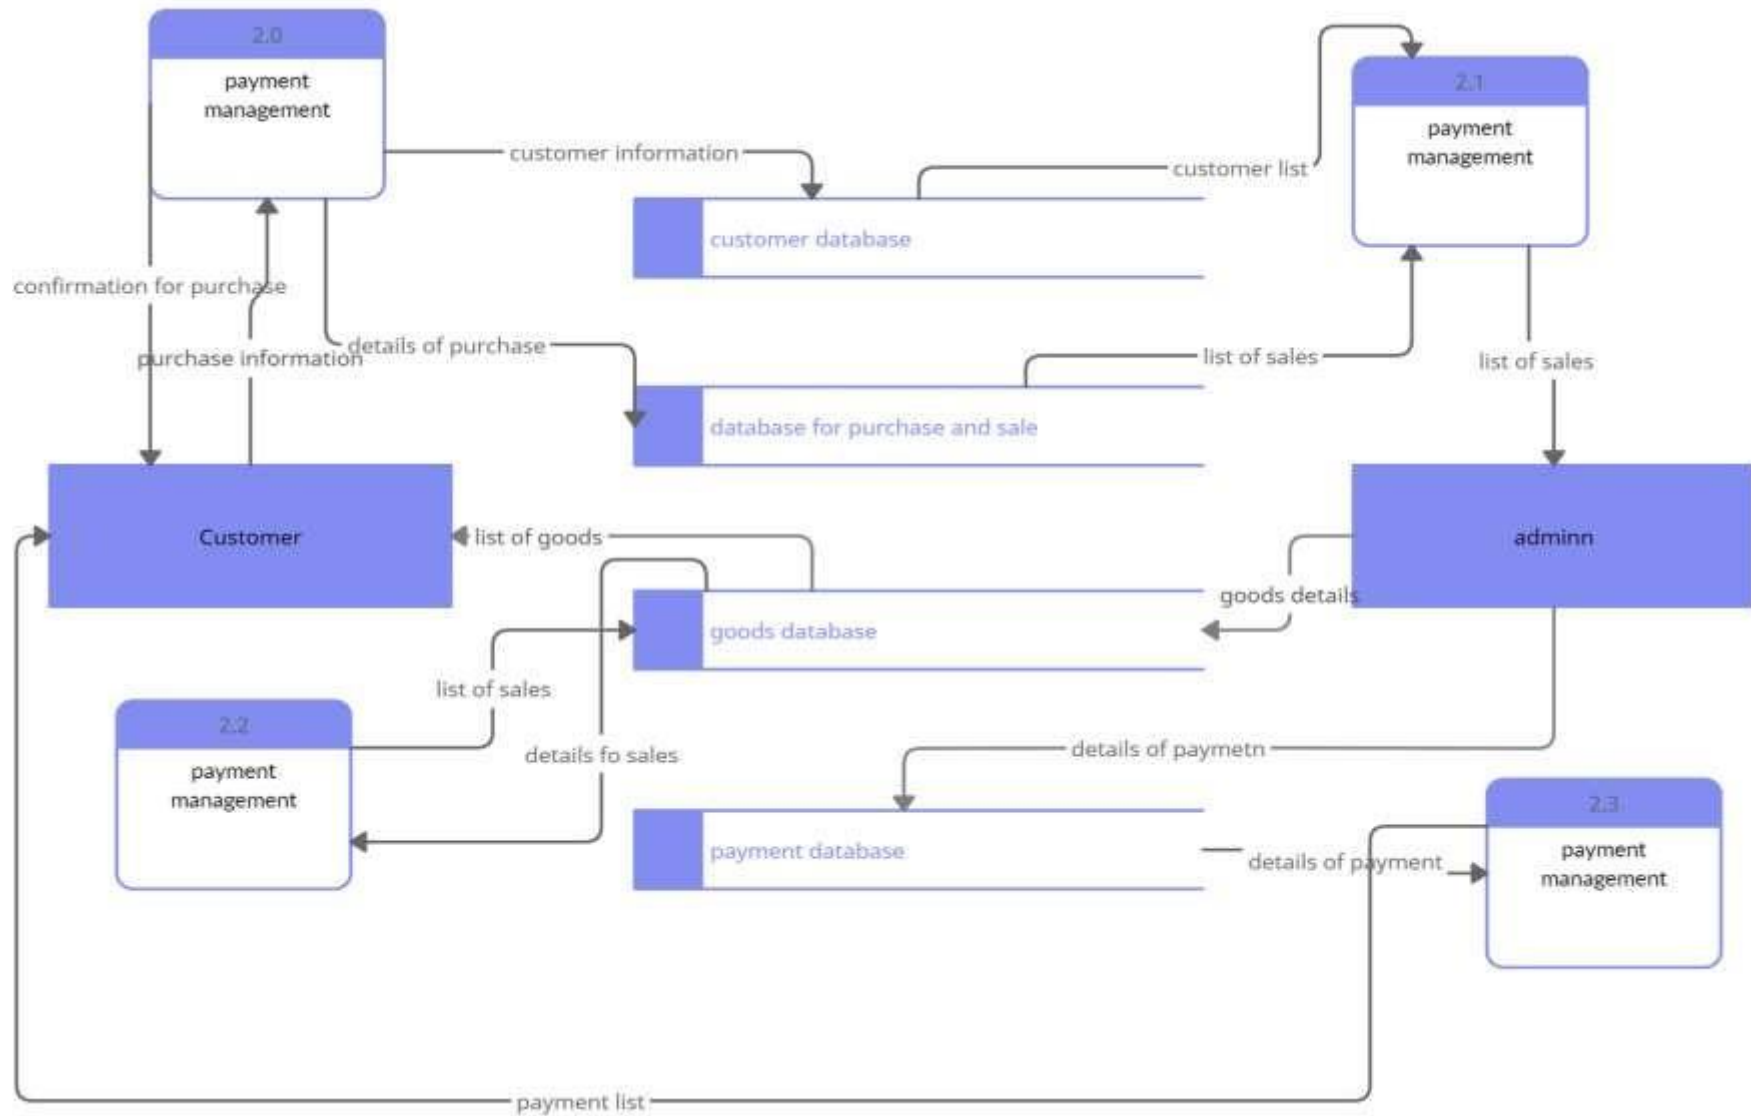 2.0
payment
management
2.1
payment
management
customer information
customer list
customer database
confirmation for purchase
purchase information
details of purchase
list of sales
list of sales
database for purchase and sale
Customer
list of goods
adminn
goods details
goods database
list of sales
2.2
payment
management
details fo sales
details of paymetn
2.3
payment
management
payment database
details of payment
payment list